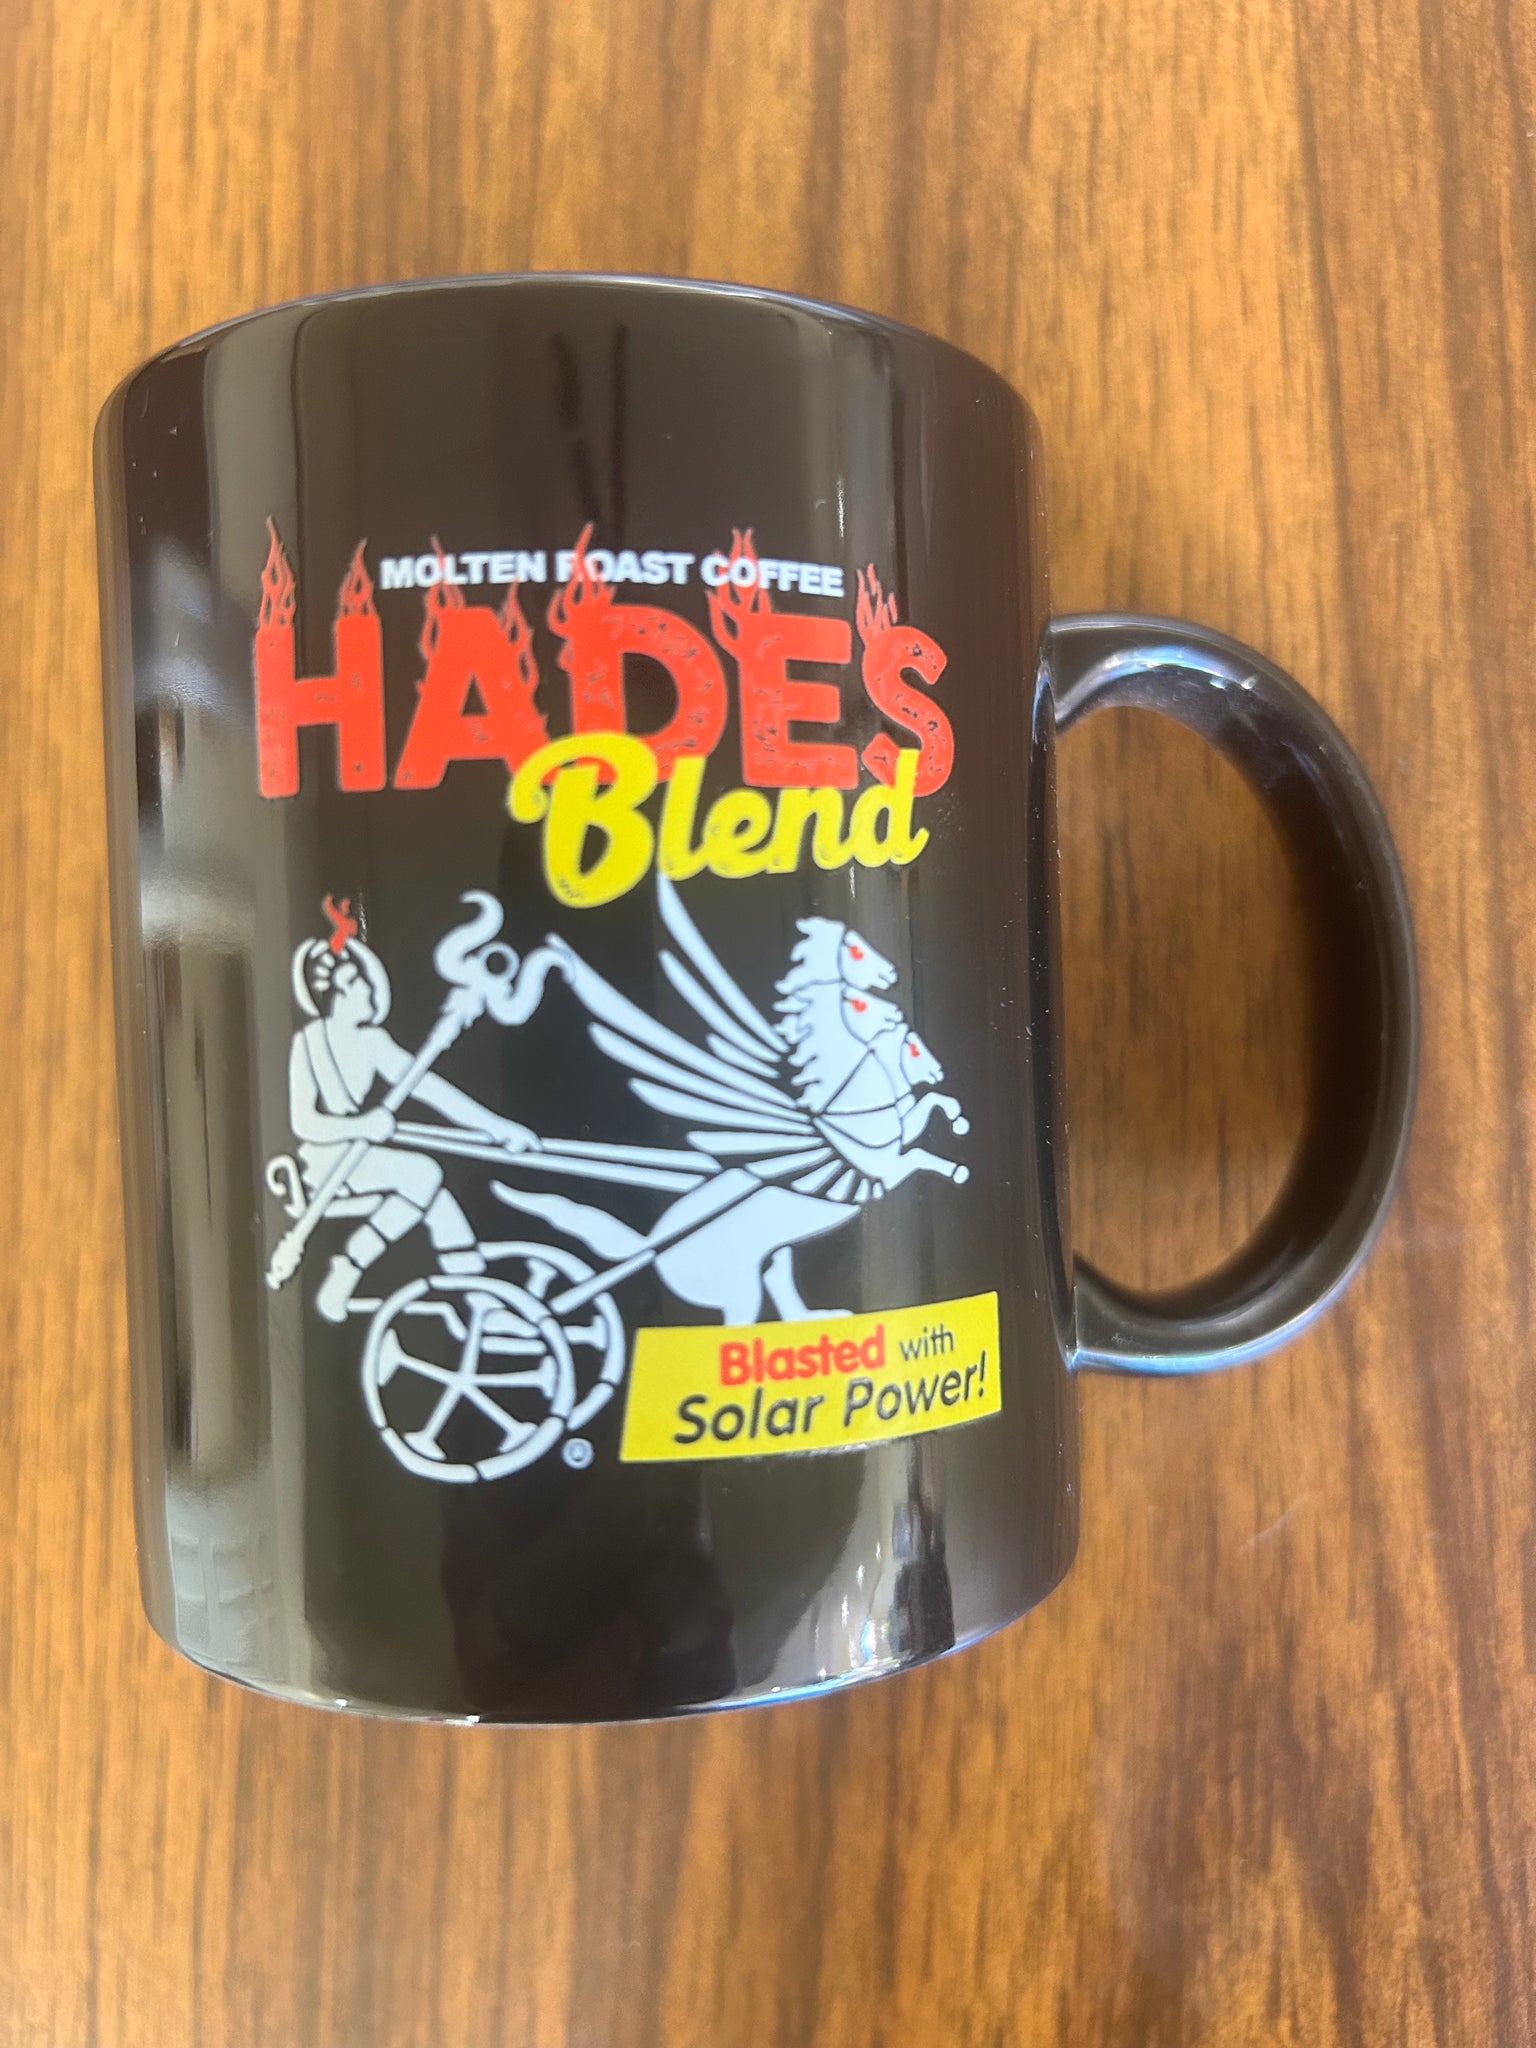 MOLTEN ROAST COFFEE
HADES
Blend
Blasted with
Solar Power!
®